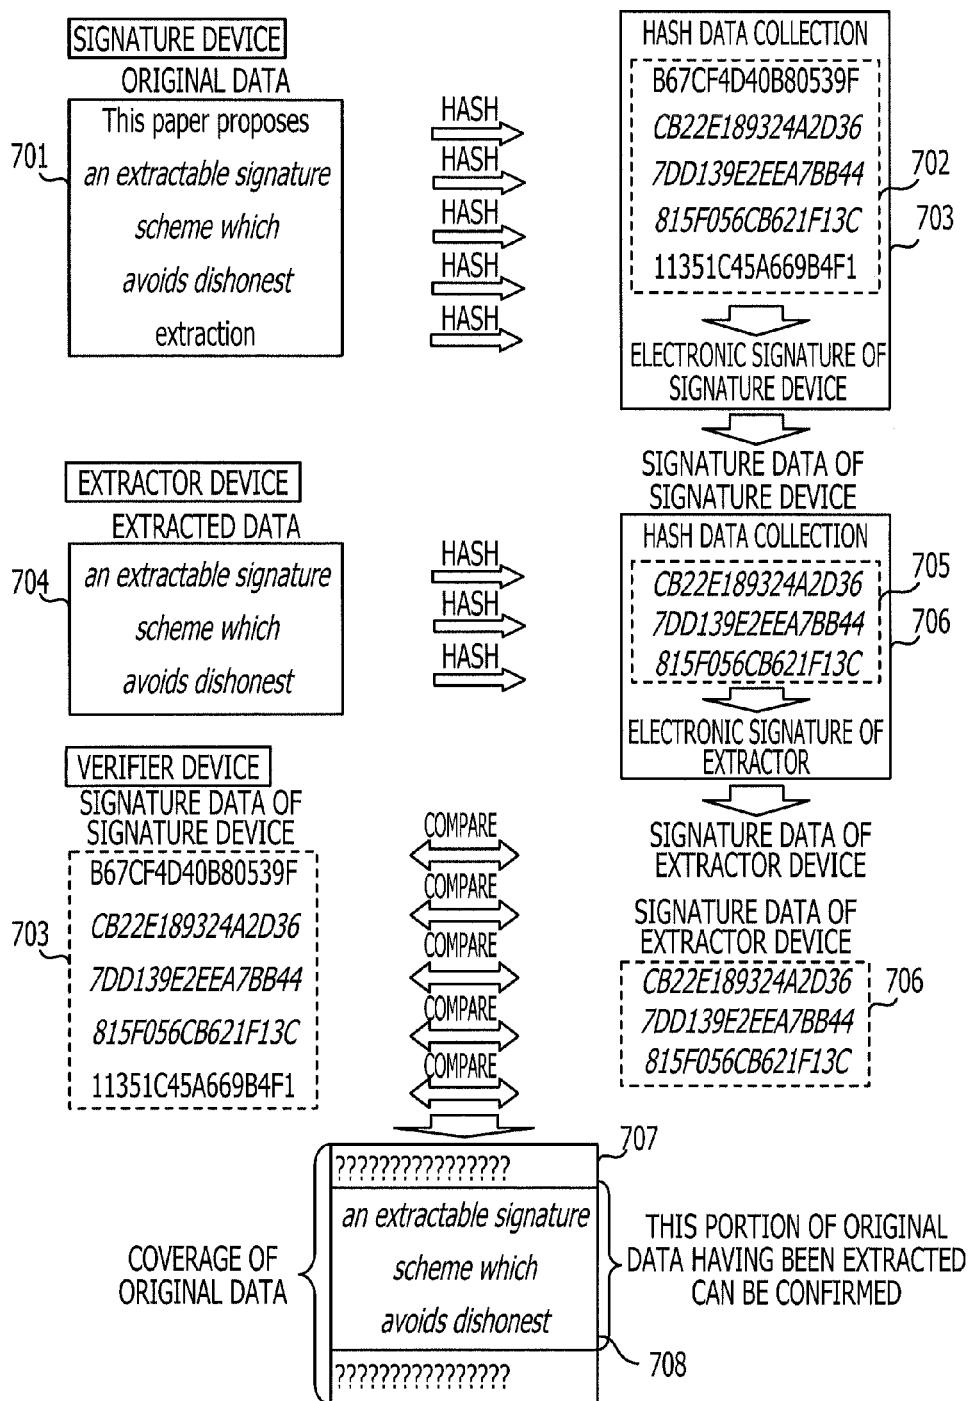 SIGNATURE DEVICE
ORIGINAL DATA
This paper proposes
an extractable signature
scheme which
avoids dishonest
extraction
701
HASH
HASH
HASH
HASH
HASH
HASH DATA COLLECTION
B67CF4D40B80539F
CB22E189324A2D36
7DD139E2EEA7BB44
815F056CB621F13C
11351C45A669B4F1
702
703
ELECTRONIC SIGNATURE OF
SIGNATURE DEVICE
SIGNATURE DATA OF
SIGNATURE DEVICE
EXTRACTOR DEVICE
EXTRACTED DATA
704
an extractable signature
scheme which
avoids dishonest
HASH
HASH
HASH
HASH DATA COLLECTION
CB22E189324A2D36
7DD139E2EEA7BB44
815F056CB621F13C
705
706
ELECTRONIC SIGNATURE OF
EXTRACTOR
SIGNATURE DATA OF
EXTRACTOR DEVICE
VERIFIER DEVICE
SIGNATURE DATA OF
SIGNATURE DEVICE
703
B67CF4D40B80539F
CB22E189324A2D36
7DD139E2EEA7BB44
815F056CB621F13C
11351C45A669B4F1
COMPARE
COMPARE
COMPARE
COMPARE
COMPARE
SIGNATURE DATA OF
EXTRACTOR DEVICE
CB22E189324A2D36
7DD139E2EEA7BB44
815F056CB621F13C
706
COVERAGE OF
ORIGINAL DATA
????????????????
an extractable signature
scheme which
avoids dishonest
????????????????
707
708
THIS PORTION OF ORIGINAL
DATA HAVING BEEN EXTRACTED
CAN BE CONFIRMED